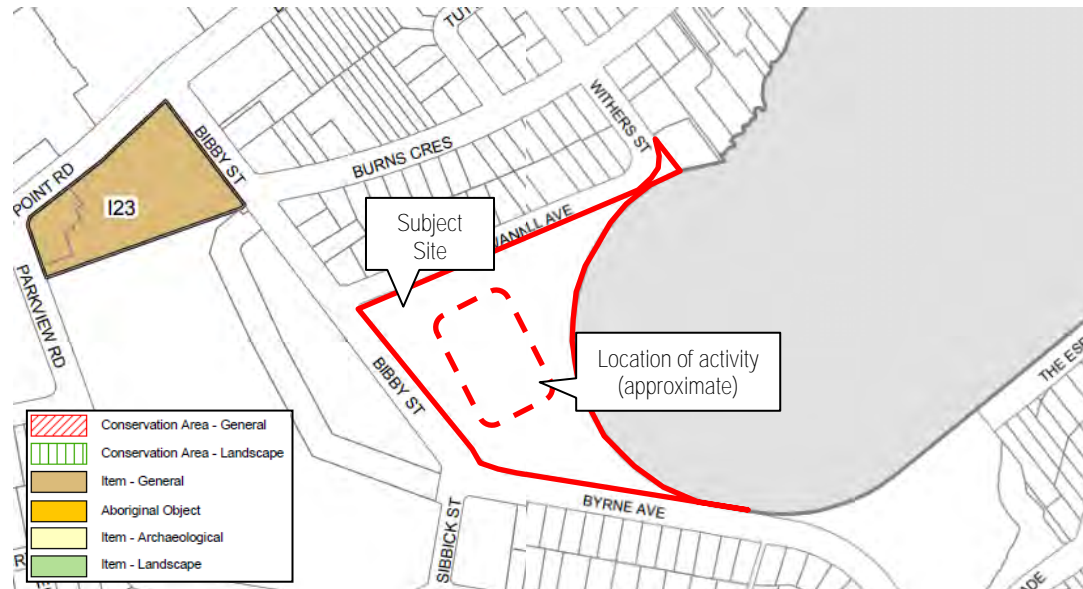 TUT
WITHERS ST
BIBBY ST
BURNS CRES
POINT RD
I23
Subject
Site
PARKVIEW RD
Location of activity
(approximate)
THE ESP
BIBBY ST
Conservation Area - General
Conservation Area - Landscape
Item - General
Aboriginal Object
Item - Archaeological
Item - Landscape
BYRNE AVE
SIBBICK ST
ADE